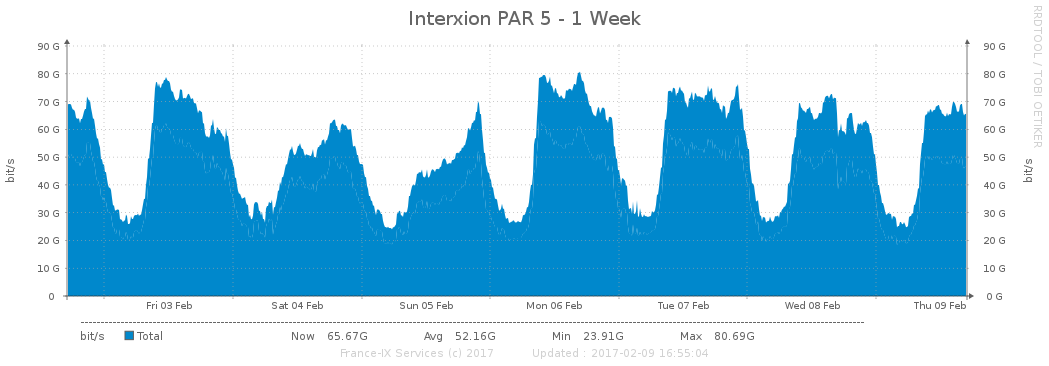 Interxion PAR 5 - 1 Week
RRDTOOL / TOBI OETIKER
90 G 90 G
80 G 80 G
70 G 70 G
60 G 60 G
50 G 50 G
40 G 40 G
30 G 30 G
20 G 20 G
10 G 10 G
0 0 G
bit/s
bit/s
Fri 03 Feb Sat 04 Feb Sun 05 Feb Mon 06 Feb Tue 07 Feb Wed 08 Feb Thu 09 Feb
bit/s Total Now 65.67G Avg 52.16G Min 23.91G Max 80.69G
France-IX Services (c) 2017 Updated : 2017-02-09 16:55:04